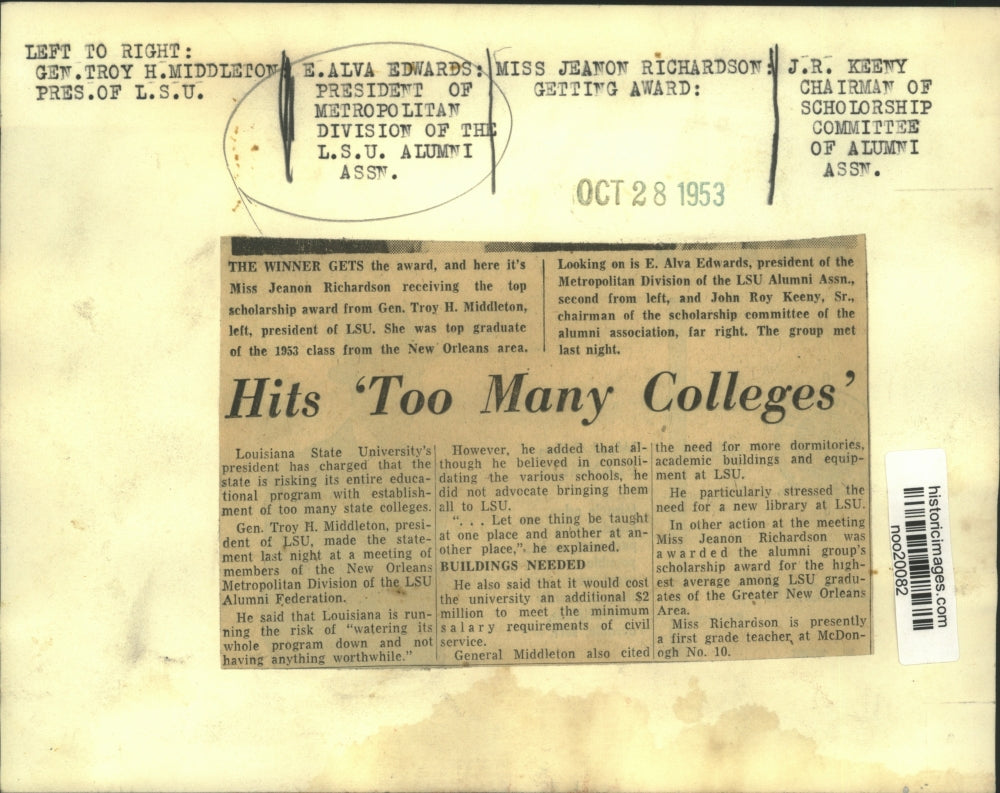 LEFT TO RIGHT:
GEN.TROY H.MIDDLETON
PRES.OF L.S.U.
E.ALVA EDWARDS:
PRESIDENT OF
METROPOLITAN
DIVISION OF THE
L.S.U. ALUMNI
ASSN.
MISS JEANON RICHARDSON:
GETTING AWARD:
J.R. KEENY
CHAIRMAN OF
SCHOLORSHIP
COMMITTEE
OF ALUMNI
ASSN.
OCT 28 1953
THE WINNER GETS the award, and here it's
Miss Jeanon Richardson receiving the top
scholarship award from Gen. Troy H. Middleton,
left, president of LSU. She was top graduate
of the 1953 class from the New Orleans area.
Looking on is E. Alva Edwards, president of the
Metropolitan Division of the LSU Alumni Assn.,
second from left, and John Roy Keeny, Sr.,
chairman of the scholarship committee of the
alumni association, far right. The group met
last night.
Hits 'Too Many Colleges'
Louisiana State University's
president has charged that the
state is risking its entire educa-
tional program with establish-
ment of too many state colleges.
Gen. Troy H. Middleton, presi-
dent of LSU, made the state-
ment last night at a meeting of
members of the New Orleans
Metropolitan Division of the LSU
Alumni Federation.
He said that Louisiana is run-
ning the risk of "watering its
whole program down and not
having anything worthwhile."
However, he added that al-
though he believed in consoli-
dating the various schools, he
did not advocate bringing them
all to LSU.
". . . Let one thing be taught
at one place and another at an-
other place," he explained.
BUILDINGS NEEDED
He also said that it would cost
the university an additional $2
million to meet the minimum
salary requirements of civil
service.
General Middleton also cited
the need for more dormitories,
academic buildings and equip-
ment at LSU.
He particularly stressed the
need for a new library at LSU.
In other action at the meeting
Miss Jeanon Richardson was
awarded the alumni group's
scholarship award for the high-
est average among LSU gradu-
ates of the Greater New Orleans
Area.
Miss Richardson is presently
a first grade teacher at McDon-
ogh No. 10.
historicimages.com
noo20082